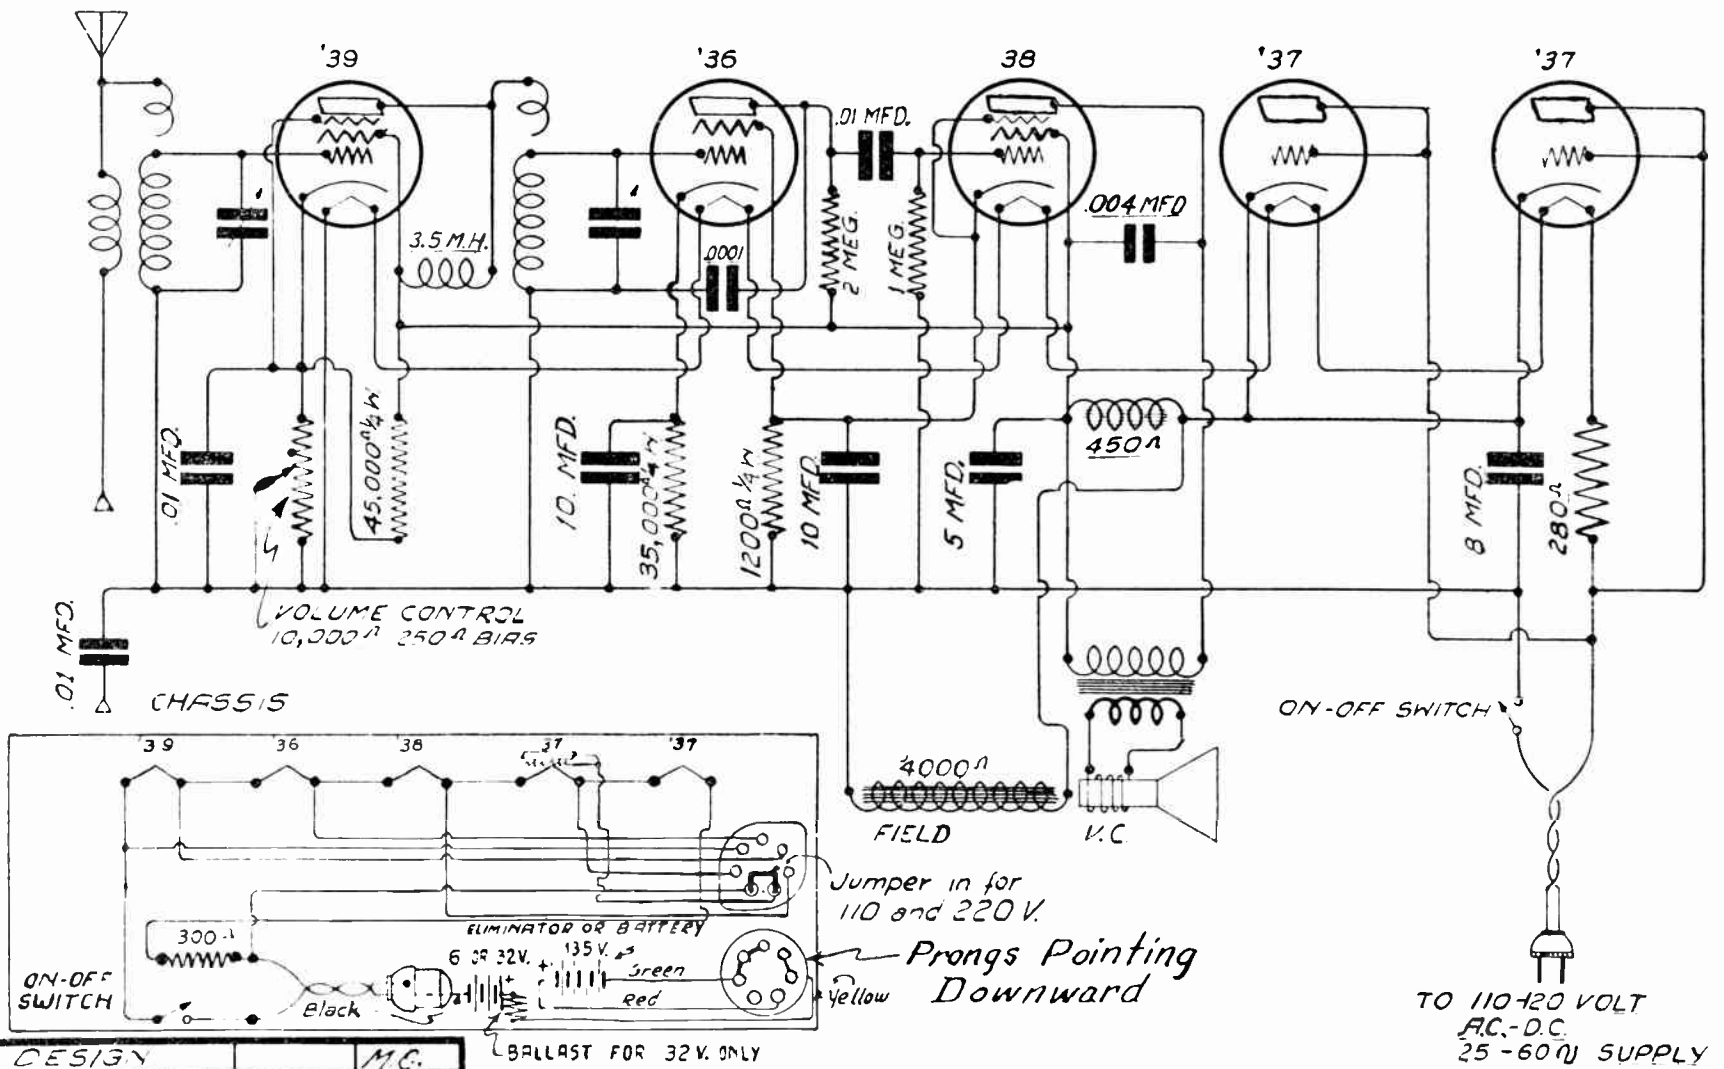 '39
'36
38
'37
'37
.01 MFD.
3.5 M.H.
.0001
2 MEG.
1 MEG.
.004 MFD
.01 MFD.
45.000Ω ¼ W.
10. MFD.
35,000Ω ¼ W
1200Ω ¼ W
10 MFD.
5 MFD.
450Ω
8 MFD.
280Ω
VOLUME CONTROL
10,000Ω 250Ω BIAS
.01 MFD.
CHASSIS
ON-OFF SWITCH
4000Ω
FIELD
V.C.
'39
36
38
37
'37
Jumper in for
110 and 220 V.
ELIMINATOR OR BATTERY
300Ω
6 OR 32V.
135 V.
Green
Red
Yellow
Black
ON-OFF
SWITCH
Prongs Pointing
Downward
BALLAST FOR 32 V. ONLY
TO 110-120 VOLT
A.C.-D.C.
25-60∿ SUPPLY
DESIGN
M.C.